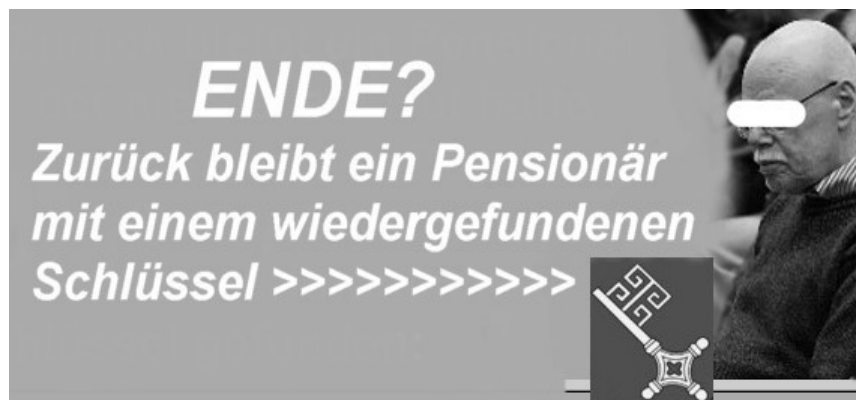 ENDE?
Zurück bleibt ein Pensionär
mit einem wiedergefundenen
Schlüssel >>>>>>>>>>>